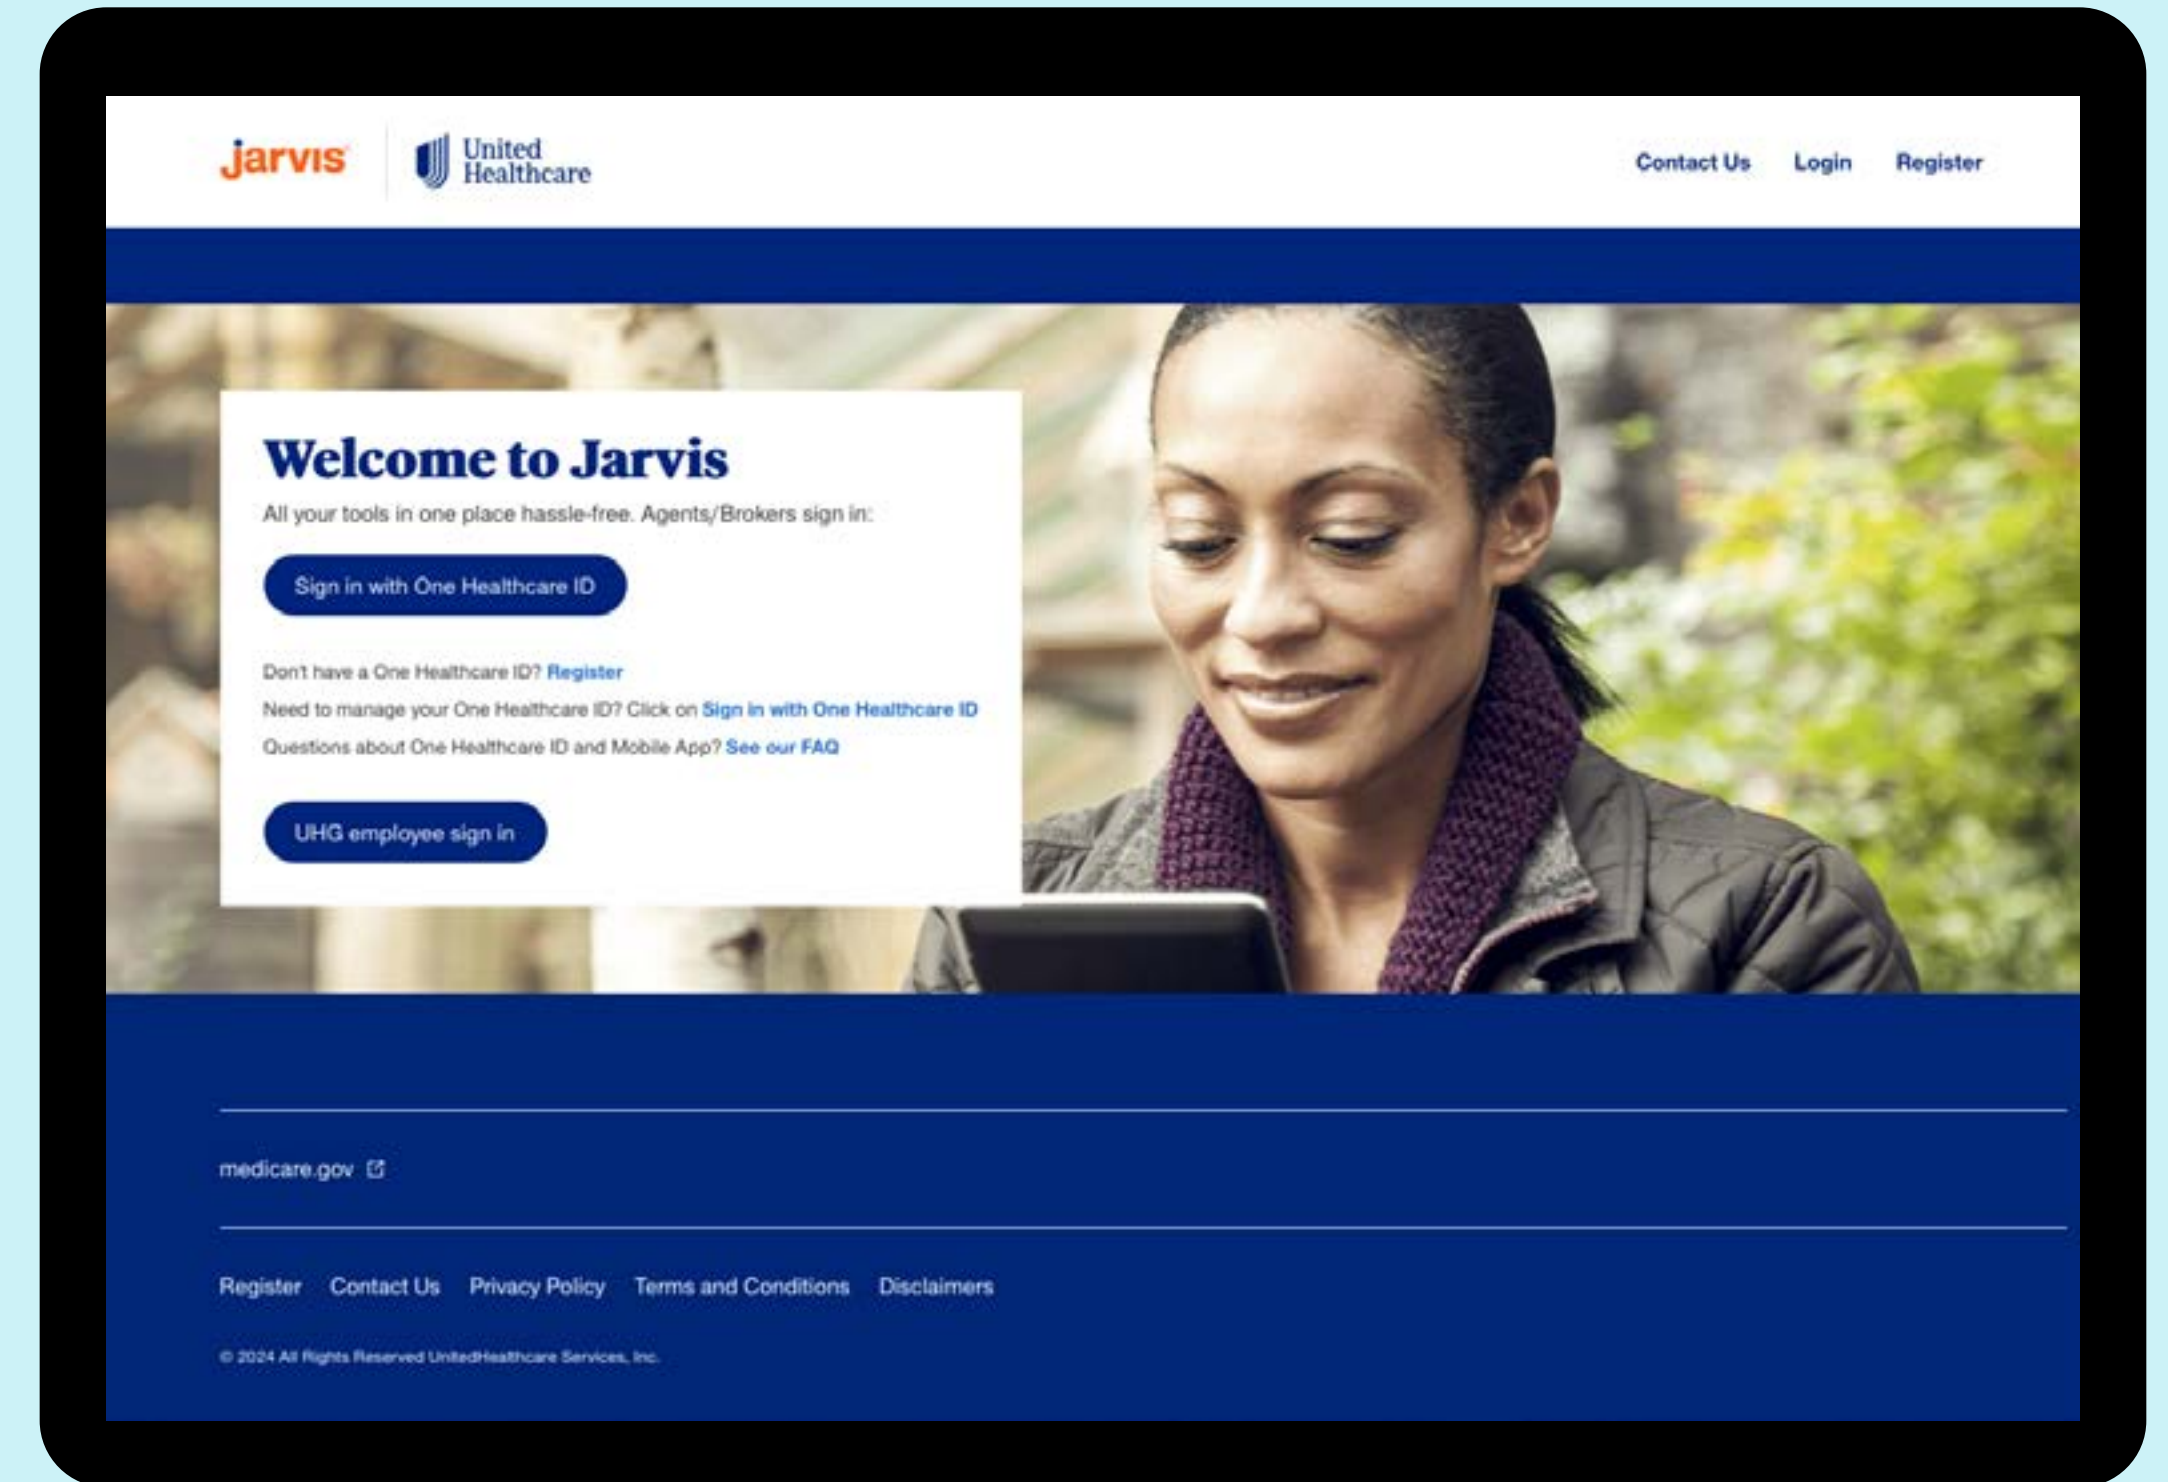 jarvis
United
Healthcare
Contact Us Login Register
Welcome to Jarvis
All your tools in one place hassle-free. Agents/Brokers sign in:
Sign in with One Healthcare ID
Don't have a One Healthcare ID? Register
Need to manage your One Healthcare ID? Click on Sign in with One Healthcare ID
Questions about One Healthcare ID and Mobile App? See our FAQ
UHG employee sign in
medicare.gov
Register Contact Us Privacy Policy Terms and Conditions Disclaimers
© 2024 All Rights Reserved UnitedHealthcare Services, Inc.